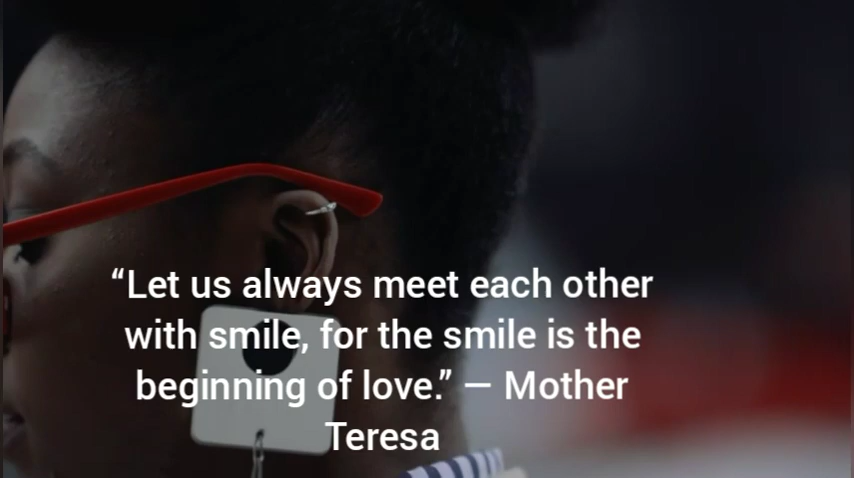 “Let us always meet each other
with smile, for the smile is the
beginning of love.” — Mother
Teresa